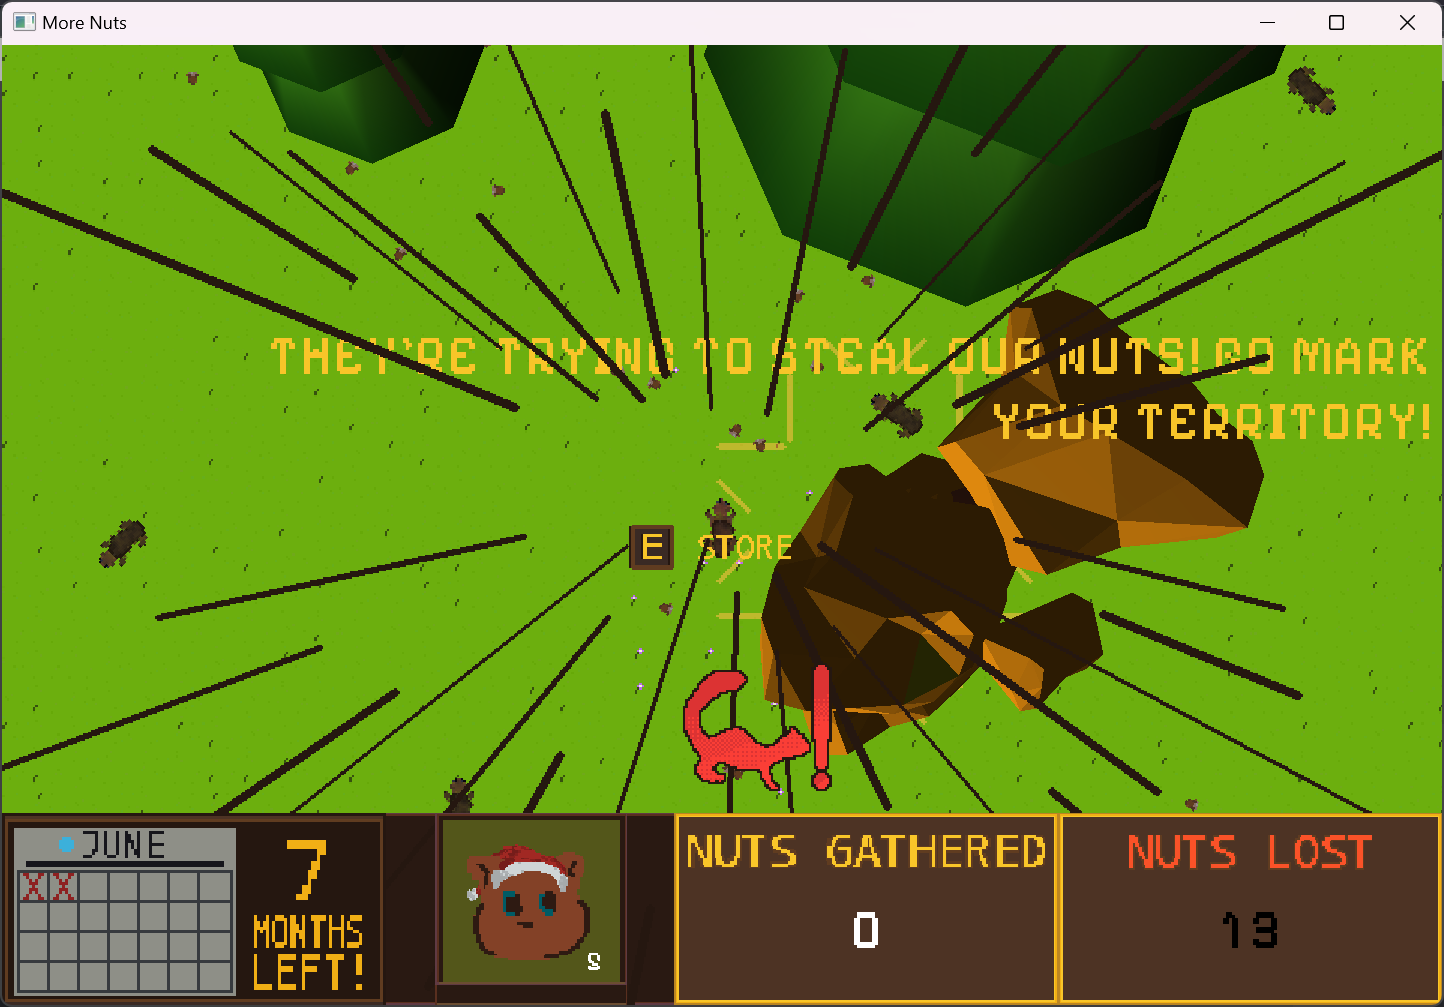 More Nuts
THEY'RE TRYING TO STEAL OUR NUTS! GO MARK
YOUR TERRITORY!
E STORE
JUNE
X X
7
MONTHS
LEFT!
2
NUTS GATHERED
0
NUTS LOST
13